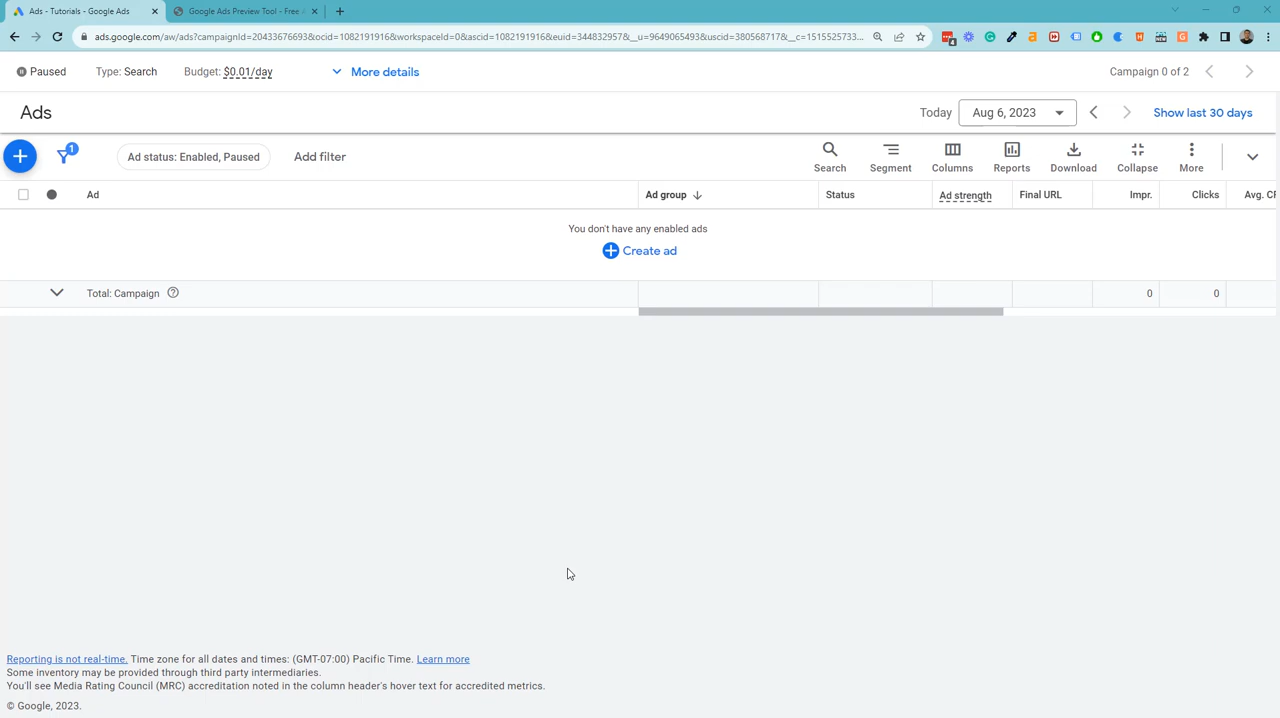 Ads - Tutorials - Google Ads
Google Ads Preview Tool - Free
ads.google.com/aw/ads?campaignId=20433676693&ocid=1082191916&workspaceId=0&ascid=1082191916&euid=344832957&__u=9649065493&uscid=380568717&__c=1515525733...
Paused Type: Search Budget: $0.01/day More details Campaign 0 of 2
Ads Today Aug 6, 2023 Show last 30 days
1 Ad status: Enabled, Paused Add filter Search Segment Columns Reports Download Collapse More
Ad Ad group Status Ad strength Final URL Impr. Clicks Avg.
You don't have any enabled ads
Create ad
Total: Campaign 0 0
Reporting is not real-time. Time zone for all dates and times: (GMT-07:00) Pacific Time. Learn more
Some inventory may be provided through third party intermediaries.
You'll see Media Rating Council (MRC) accreditation noted in the column header's hover text for accredited metrics.
© Google, 2023.